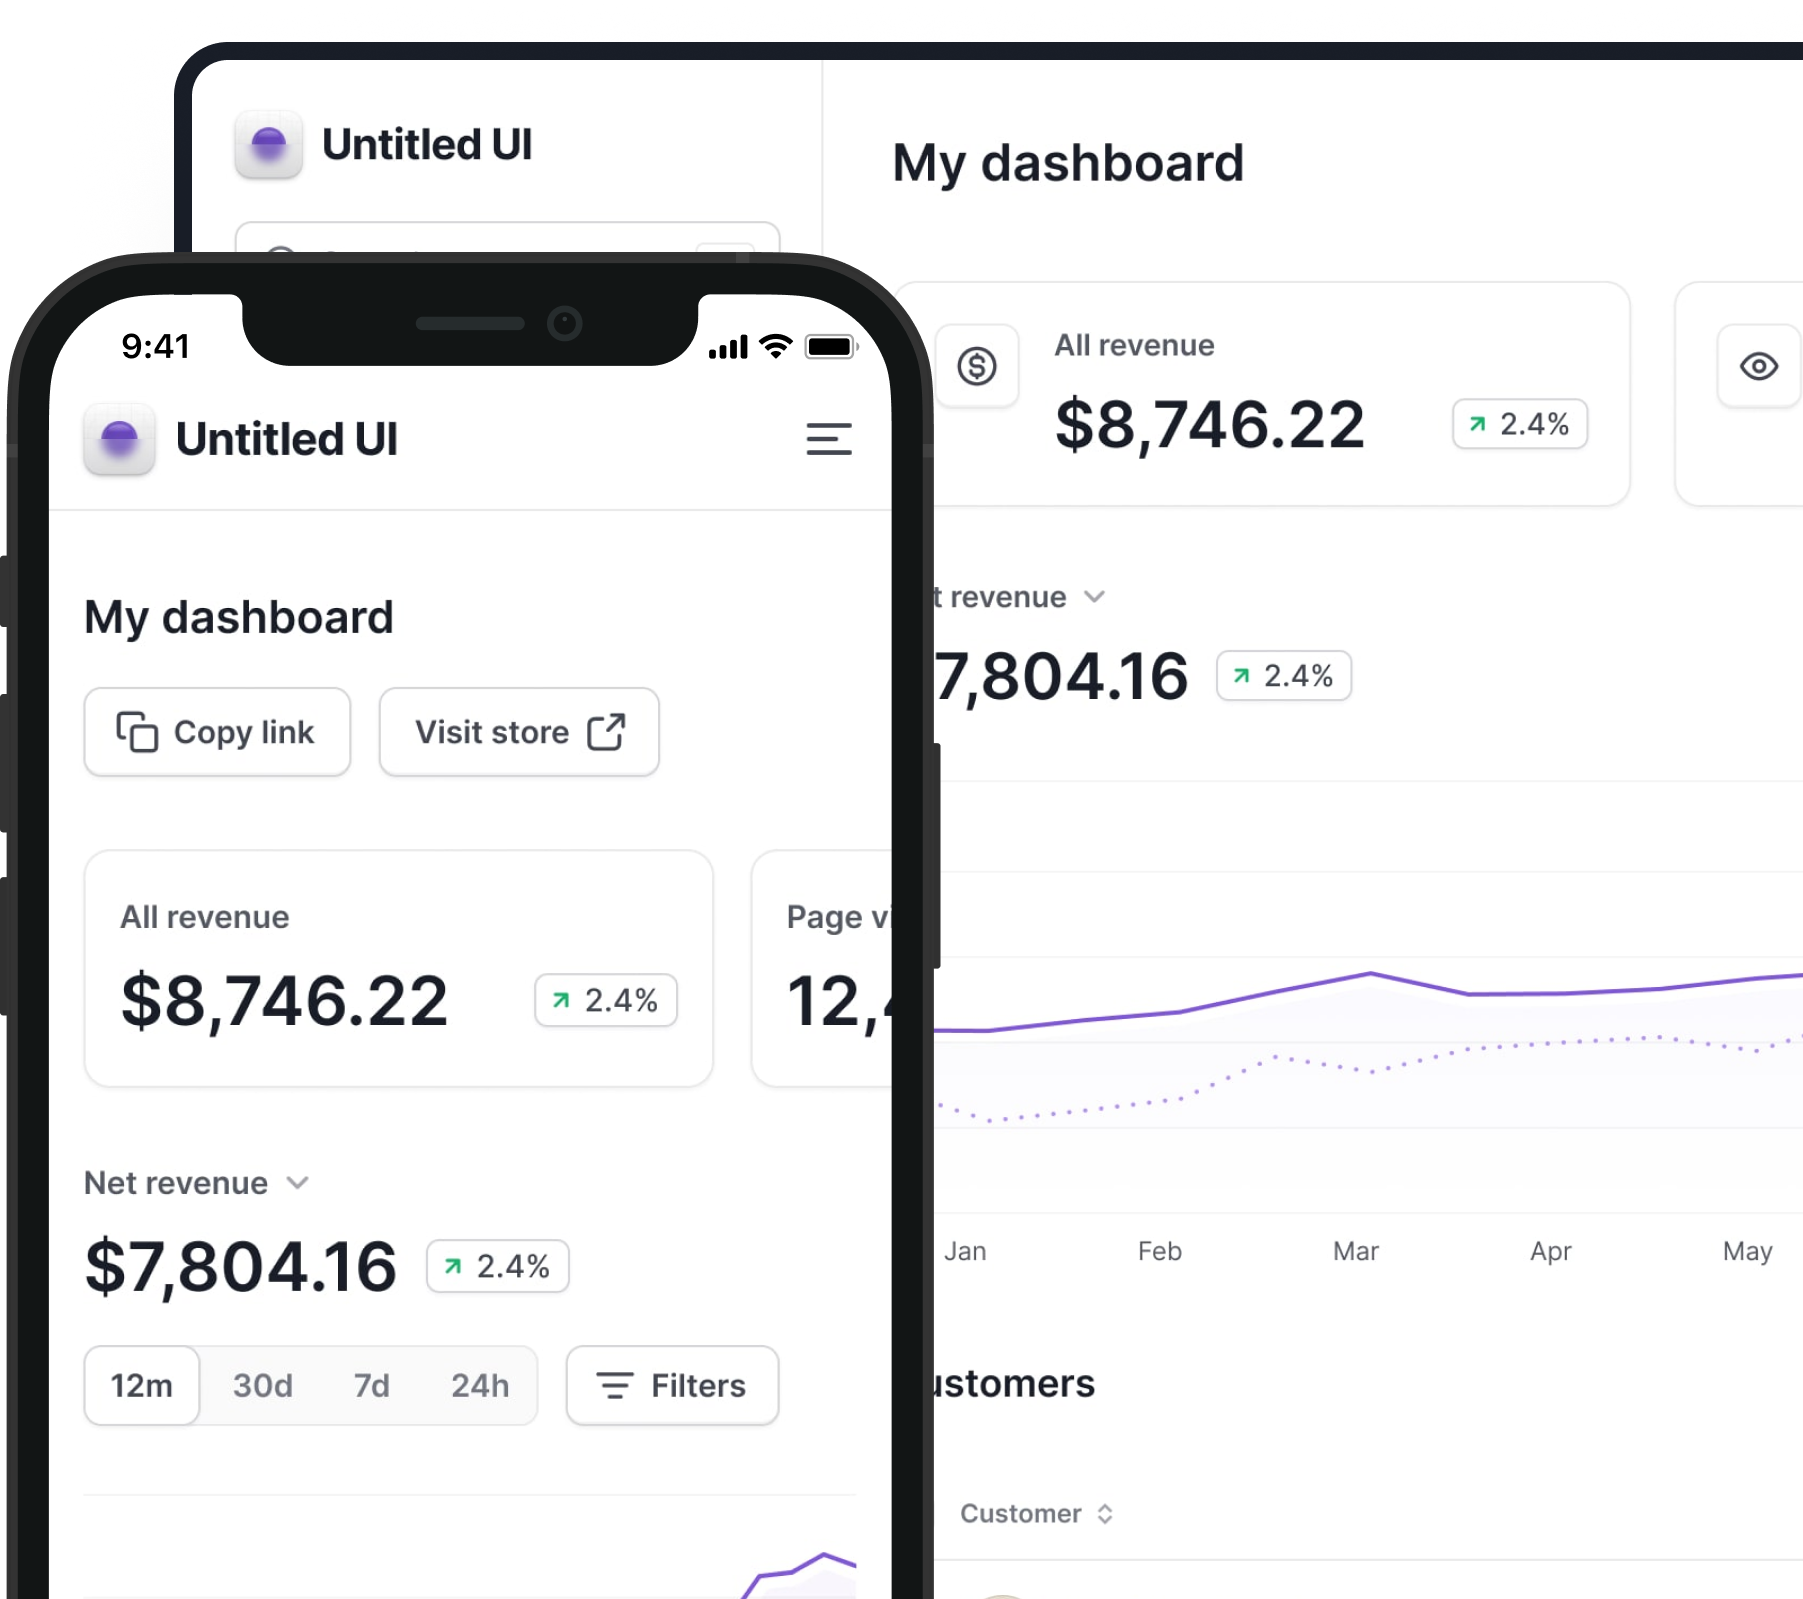 Untitled UI
My dashboard
All revenue
$8,746.22
2.4%
revenue
7,804.16
2.4%
Jan Feb Mar Apr May
Customer
9:41
Untitled UI
My dashboard
Copy link
Visit store
All revenue
$8,746.22
2.4%
Page
12,
Net revenue
$7,804.16
2.4%
12m 30d 7d 24h
Filters